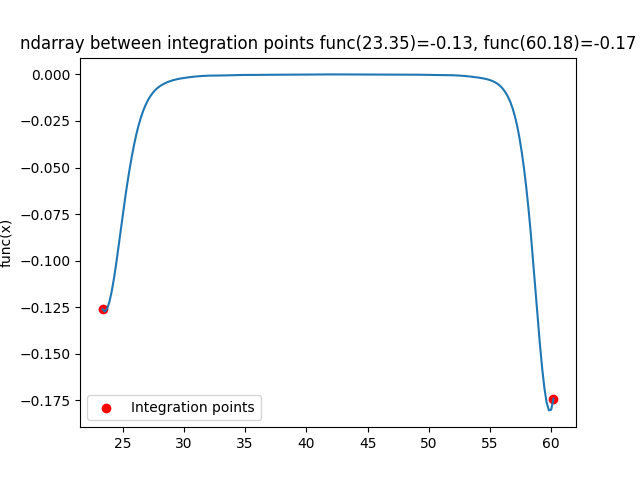 ndarray between integration points func(23.35)=-0.13, func(60.18)=-0.17
0.000
−0.025
−0.050
−0.075
−0.100
−0.125
−0.150
−0.175
func(x)
Integration points
25 30 35 40 45 50 55 60